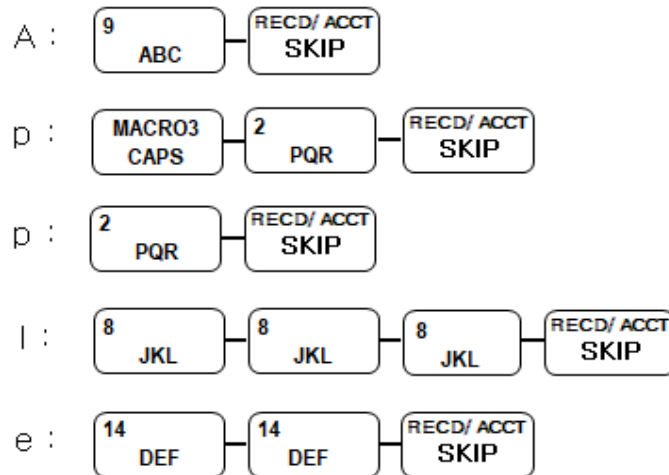 A : 9 ABC RECD/ ACCT SKIP
p : MACRO3 CAPS 2 PQR RECD/ ACCT SKIP
p : 2 PQR RECD/ ACCT SKIP
l : 8 JKL 8 JKL 8 JKL RECD/ ACCT SKIP
e : 14 DEF 14 DEF RECD/ ACCT SKIP